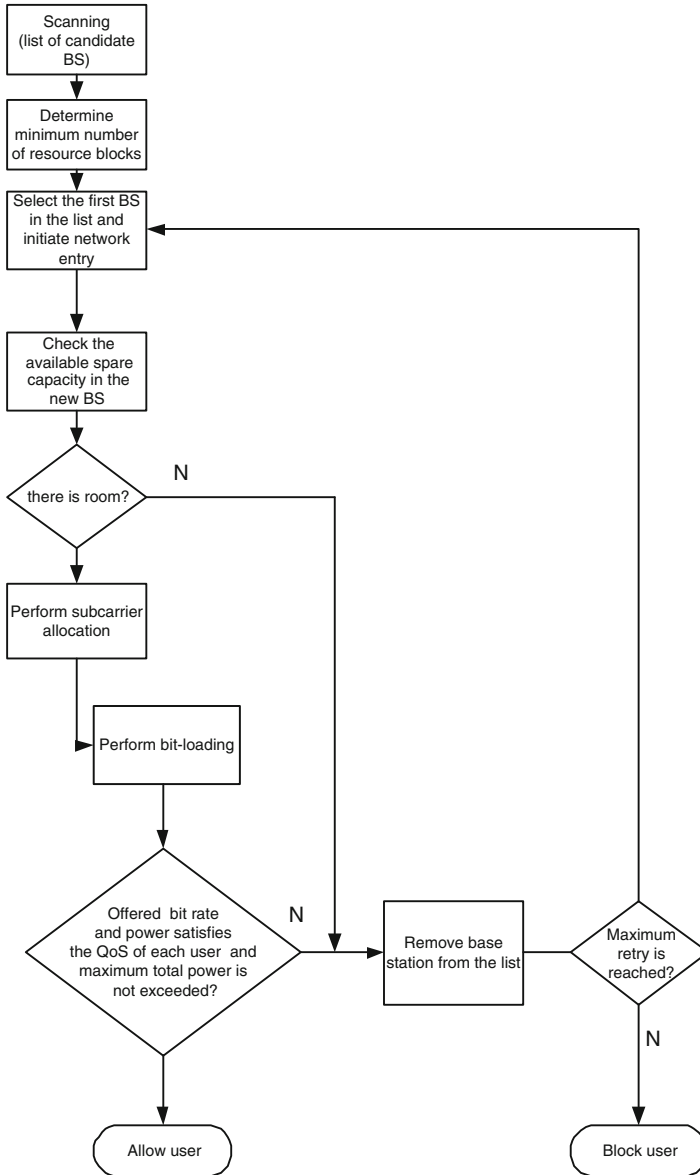 Scanning
(list of candidate
BS)
Determine
minimum number
of resource blocks
Select the first BS
in the list and
initiate network
entry
Check the
available spare
capacity in the
new BS
there is room?
N
Perform subcarrier
allocation
Perform bit-loading
Offered bit rate
and power satisfies
the QoS of each user and
maximum total power is
not exceeded?
N
Remove base
station from the list
Maximum
retry is
reached?
N
Allow user
Block user